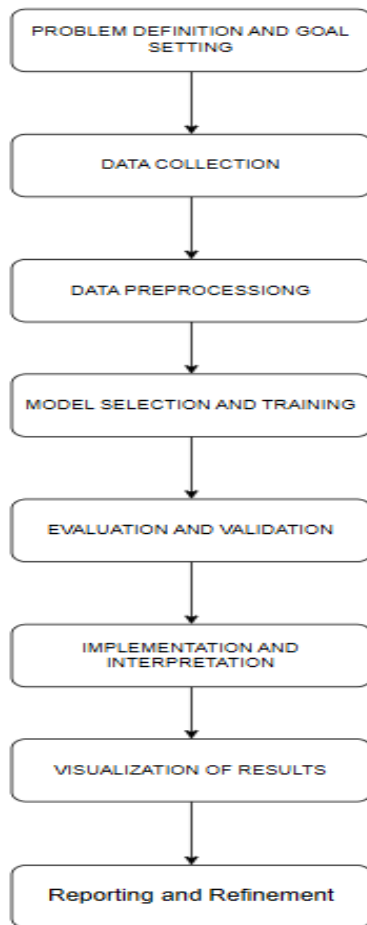 PROBLEM DEFINITION AND GOAL
SETTING
DATA COLLECTION
DATA PREPROCESSIONG
MODEL SELECTION AND TRAINING
EVALUATION AND VALIDATION
IMPLEMENTATION AND
INTERPRETATION
VISUALIZATION OF RESULTS
Reporting and Refinement